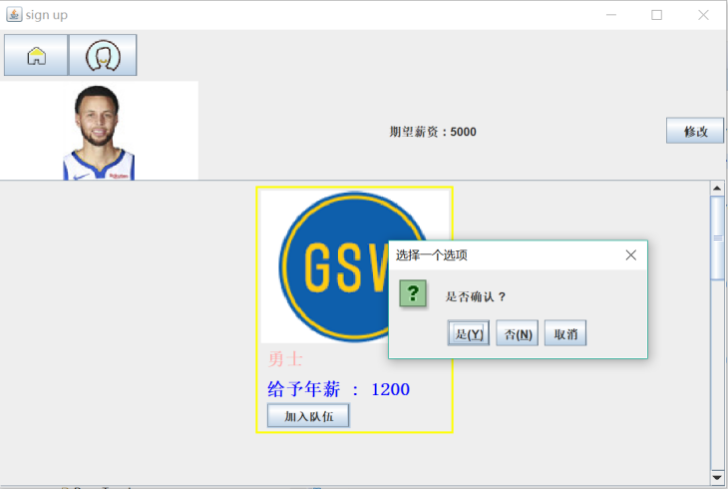 sign up
期望薪资：5000
修改
GSW
选择一个选项
是否确认？
是(Y)
否(N)
取消
勇士
给予年薪 : 1200
加入队伍